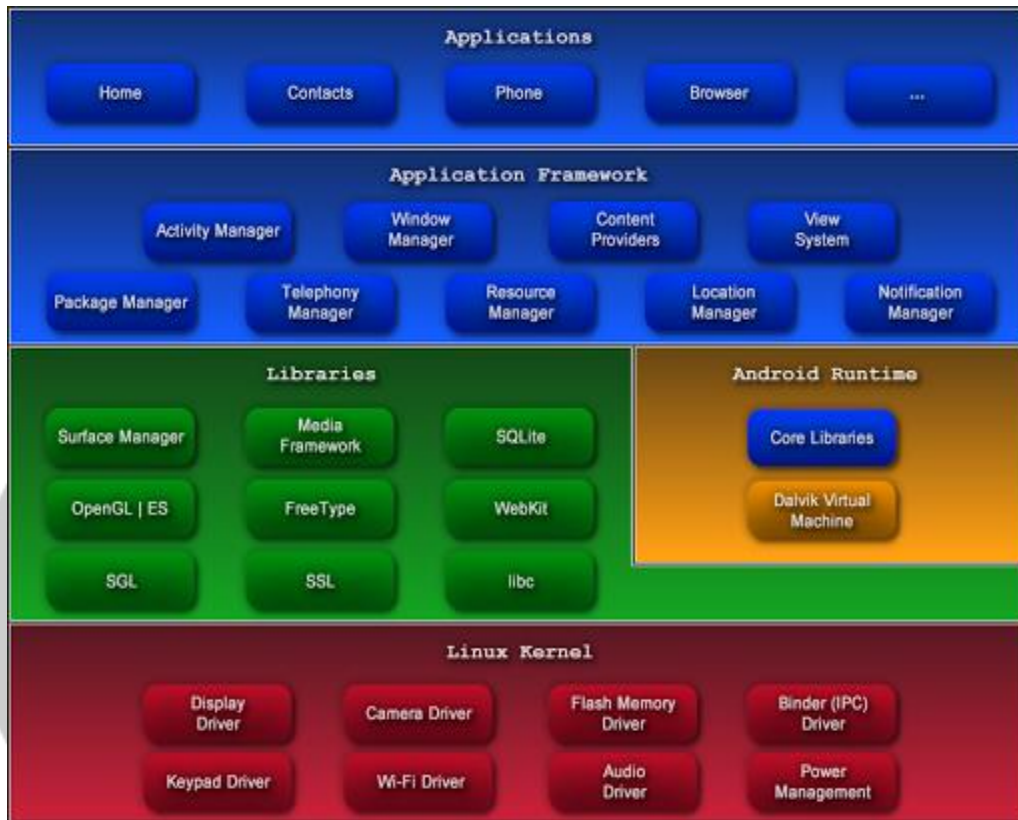 Applications
Home
Contacts
Phone
Browser
...
Application Framework
Activity Manager
Window
Manager
Content
Providers
View
System
Package Manager
Telephony
Manager
Resource
Manager
Location
Manager
Notification
Manager
Libraries
Surface Manager
Media
Framework
SQLite
OpenGL | ES
FreeType
WebKit
SGL
SSL
libc
Android Runtime
Core Libraries
Dalvik Virtual
Machine
Linux Kernel
Display
Driver
Camera Driver
Flash Memory
Driver
Binder (IPC)
Driver
Keypad Driver
Wi-Fi Driver
Audio
Driver
Power
Management